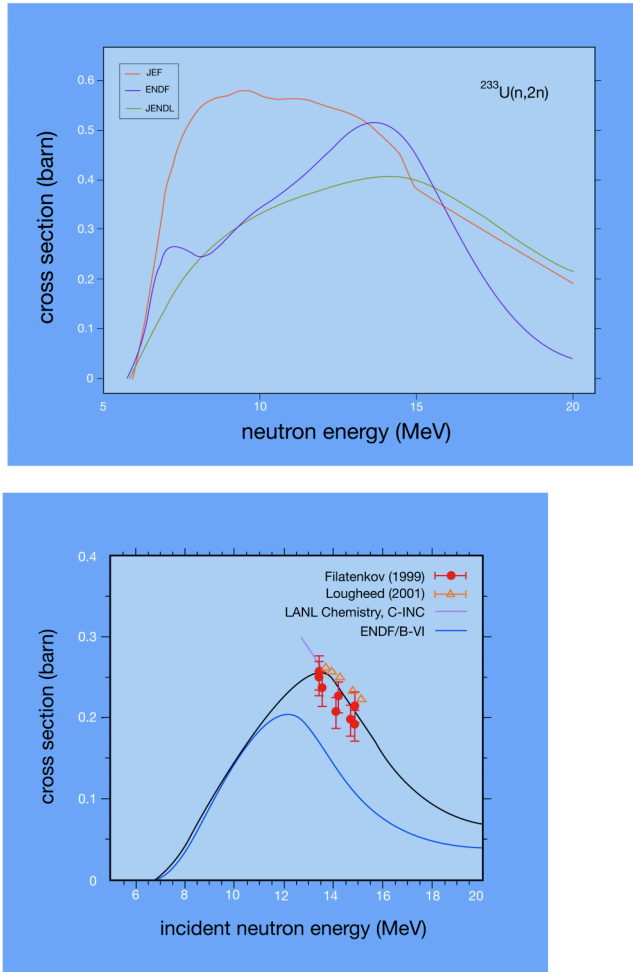 JEF
ENDF
JENDL
²³³U(n,2n)
0.6
0.5
0.4
0.3
0.2
0.1
0
cross section (barn)
5
10
15
20
neutron energy (MeV)
0.4
0.3
0.2
0.1
0
cross section (barn)
Filatenkov (1999)
Lougheed (2001)
LANL Chemistry, C-INC
ENDF/B-VI
6
8
10
12
14
16
18
20
incident neutron energy (MeV)